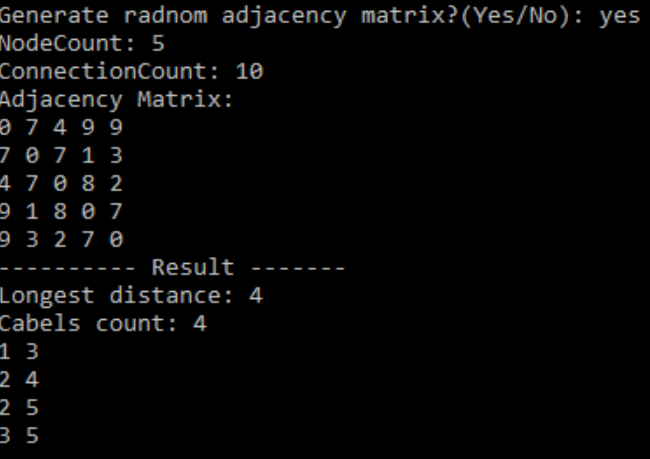 Generate radnom adjacency matrix?(Yes/No): yes
NodeCount: 5
ConnectionCount: 10
Adjacency Matrix:
0 7 4 9 9
7 0 7 1 3
4 7 0 8 2
9 1 8 0 7
9 3 2 7 0
---------- Result -------
Longest distance: 4
Cabels count: 4
1 3
2 4
2 5
3 5